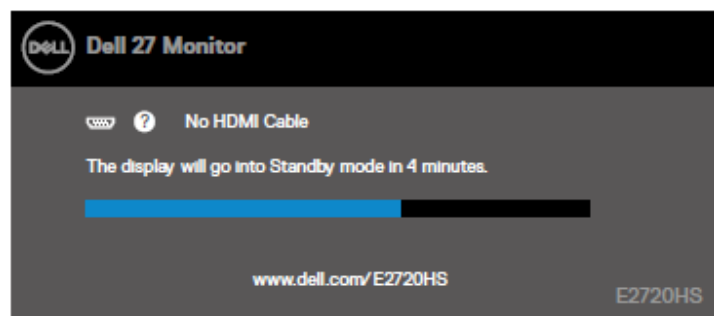 DELL Dell 27 Monitor
? No HDMI Cable
The display will go into Standby mode in 4 minutes.
www.dell.com/E2720HS
E2720HS